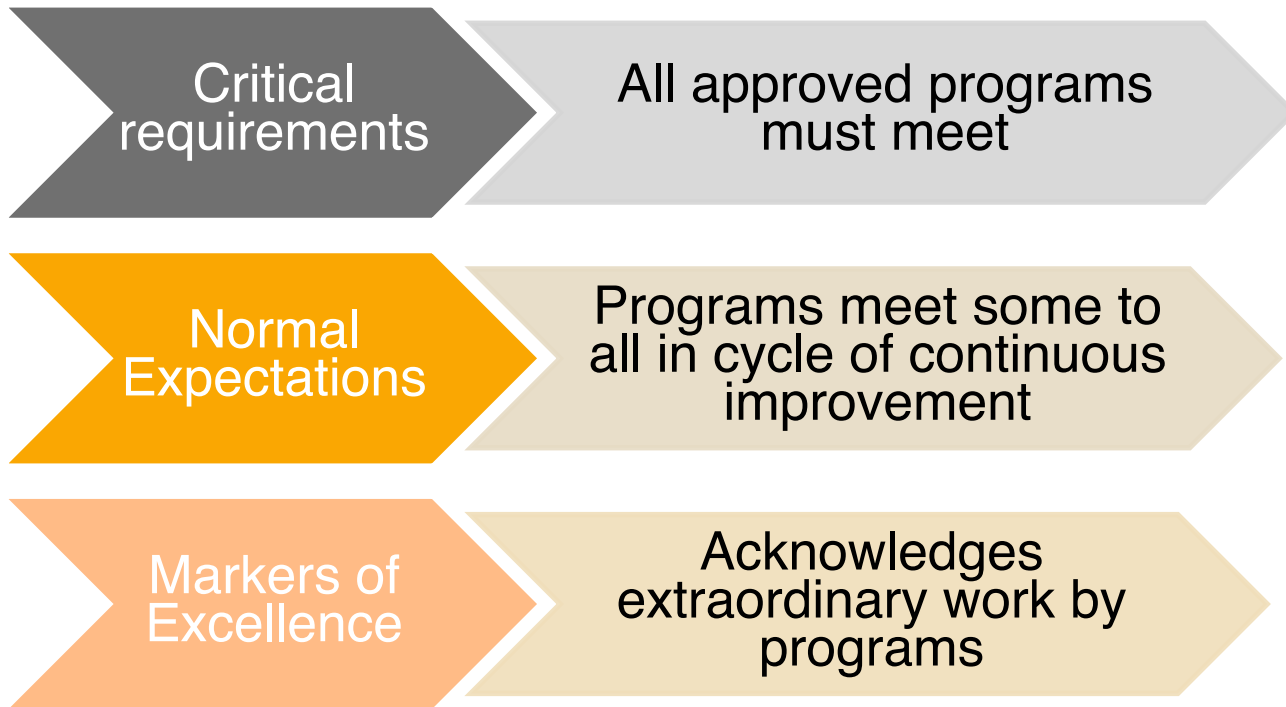 Critical
requirements
All approved programs
must meet
Normal
Expectations
Programs meet some to
all in cycle of continuous
improvement
Markers of
Excellence
Acknowledges
extraordinary work by
programs